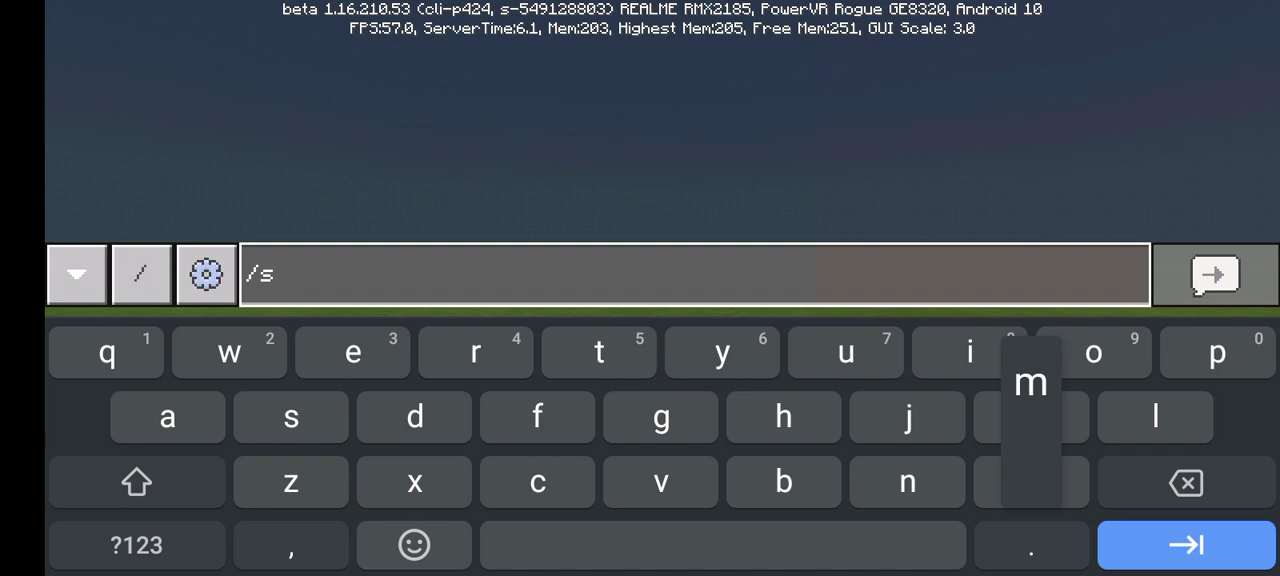 beta 1.16.210.53 (cli-p424, s-549128803) REALME RMX2185, PowerVR Rogue GE8320, Android 10
FPS:57.0, ServerTime:6.1, Mem:203, Highest Mem:205, Free Mem:251, GUI Scale: 3.0
/ /s
1 2 3 4 5 6 7 9 0
q w e r t y u i o p
m
a s d f g h j l
z x c v b n
?123 , .